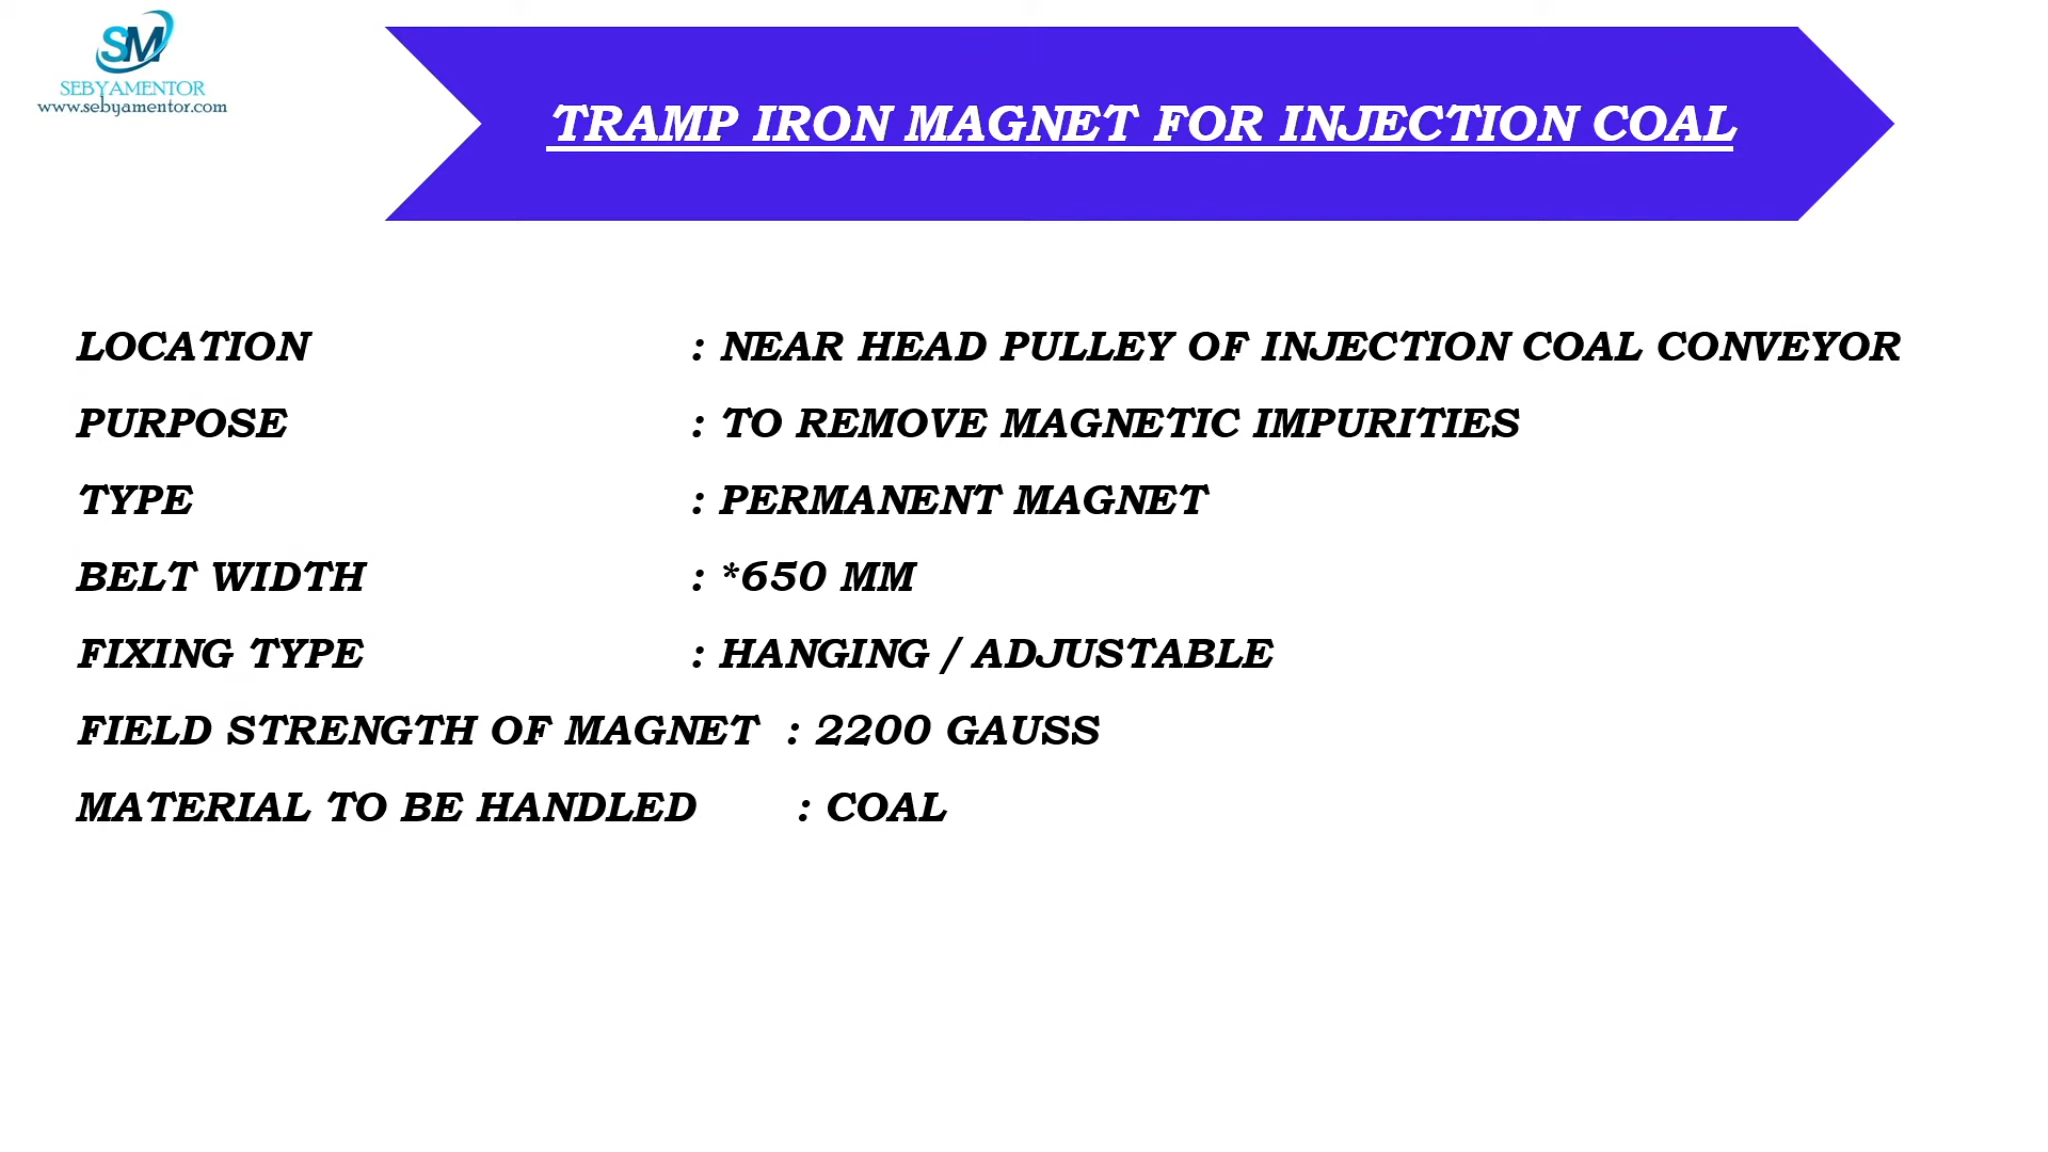 SM
SEBYAMENTOR
www.sebyamentor.com
TRAMP IRON MAGNET FOR INJECTION COAL
LOCATION : NEAR HEAD PULLEY OF INJECTION COAL CONVEYOR
PURPOSE : TO REMOVE MAGNETIC IMPURITIES
TYPE : PERMANENT MAGNET
BELT WIDTH : *650 MM
FIXING TYPE : HANGING / ADJUSTABLE
FIELD STRENGTH OF MAGNET : 2200 GAUSS
MATERIAL TO BE HANDLED : COAL